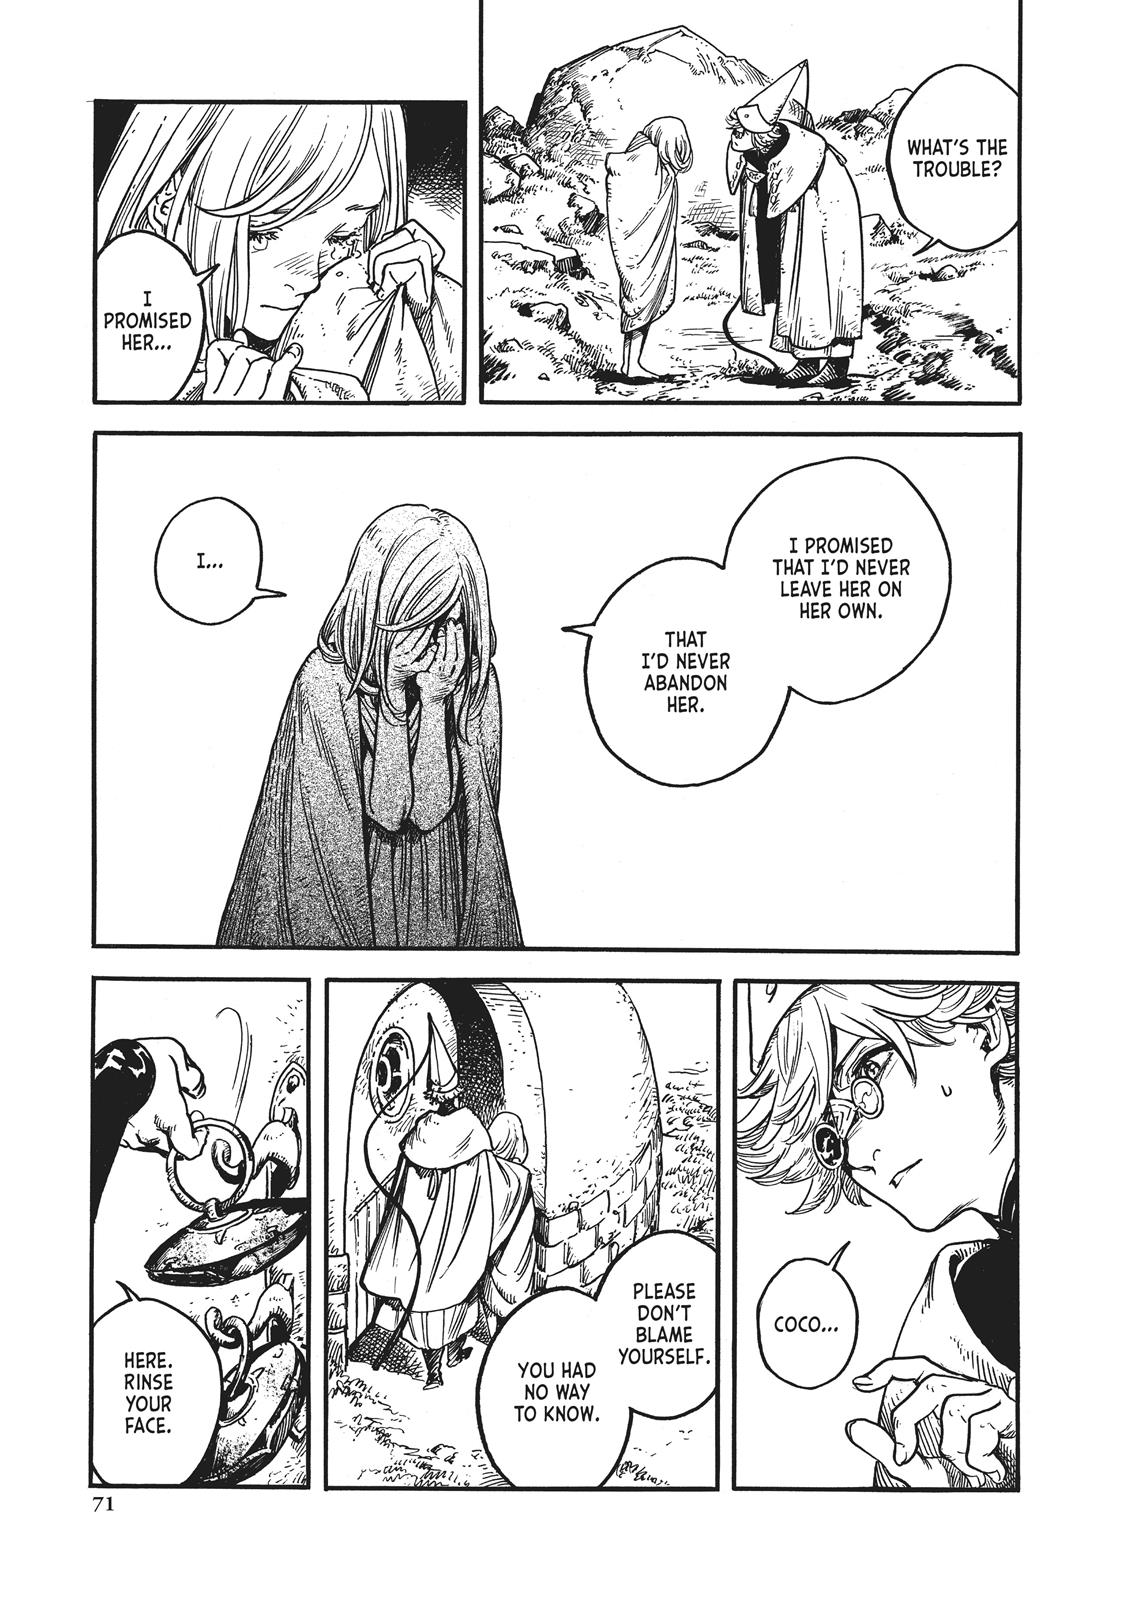 WHAT'S THE
TROUBLE?
I
PROMISED
HER...
I PROMISED
THAT I'D NEVER
LEAVE HER ON
HER OWN.
THAT
I'D NEVER
ABANDON
HER.
I...
COCO...
PLEASE
DON'T
BLAME
YOURSELF.
YOU HAD
NO WAY
TO KNOW.
HERE.
RINSE
YOUR
FACE.
71